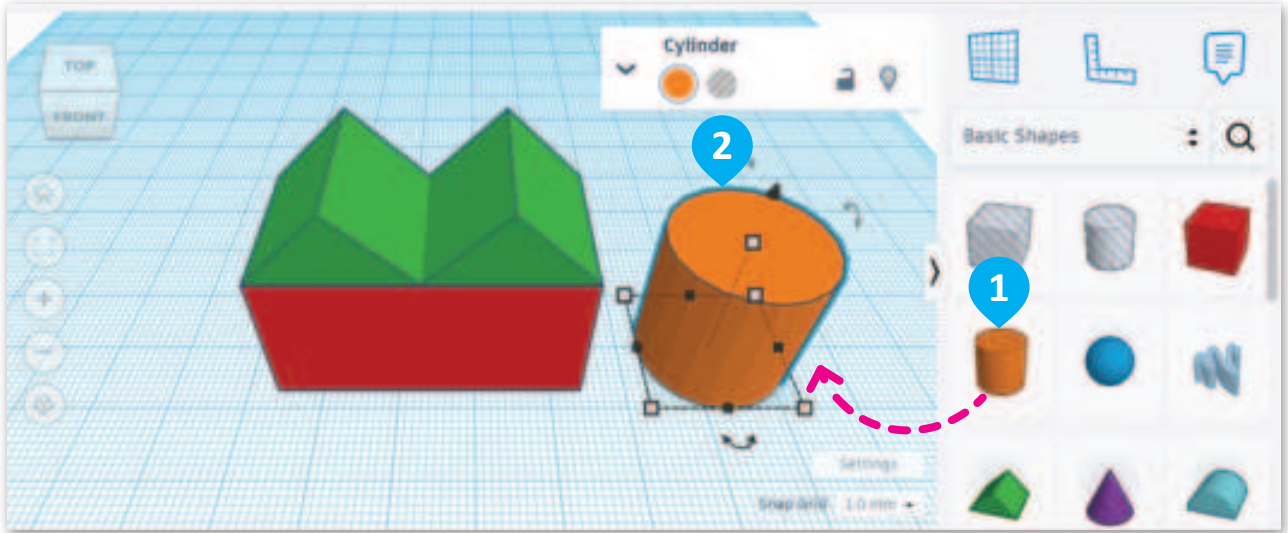 TOP
FRONT
Cylinder
2
Basic Shapes
1
Settings
Snap Grid 1.0 mm